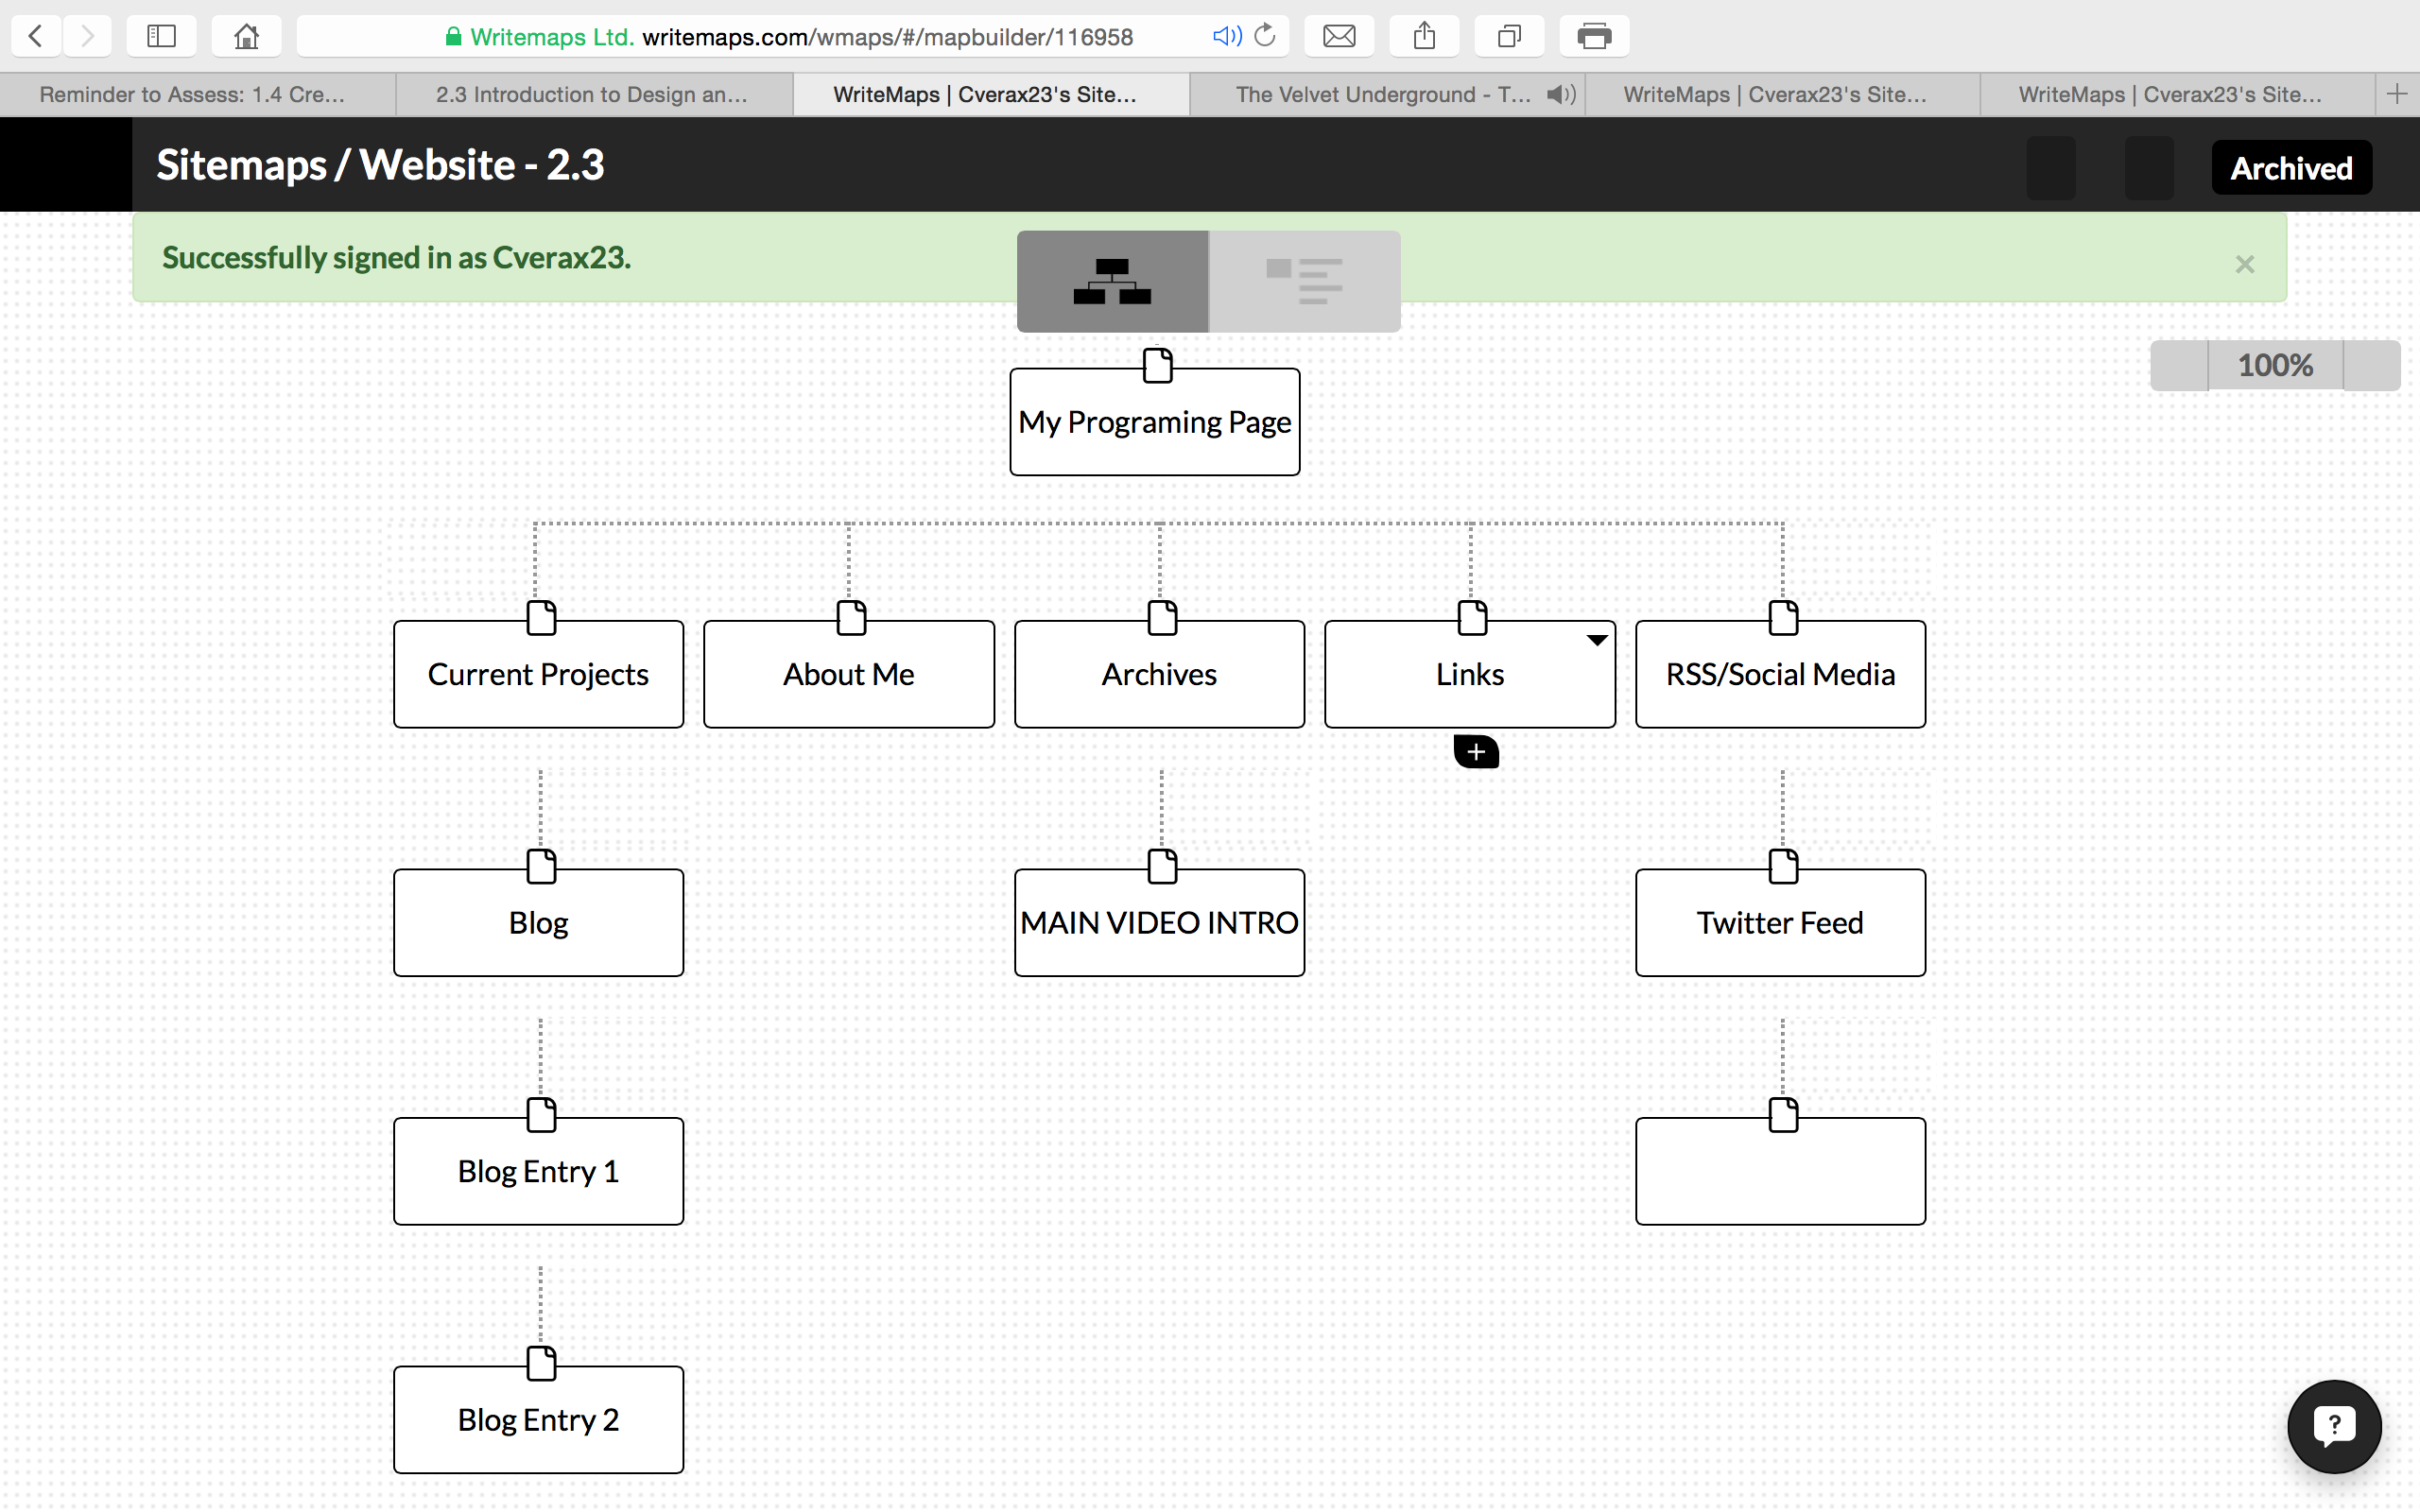 Writemaps Ltd. writemaps.com/wmaps/#/mapbuilder/116958
Reminder to Assess: 1.4 Cre...
2.3 Introduction to Design an...
WriteMaps | Cverax23's Site...
The Velvet Underground - T...
WriteMaps | Cverax23's Site...
WriteMaps | Cverax23's Site...
Sitemaps / Website - 2.3
Archived
Successfully signed in as Cverax23.
×
100%
My Programing Page
Current Projects
About Me
Archives
Links
RSS/Social Media
+
Blog
MAIN VIDEO INTRO
Twitter Feed
Blog Entry 1
Blog Entry 2
?